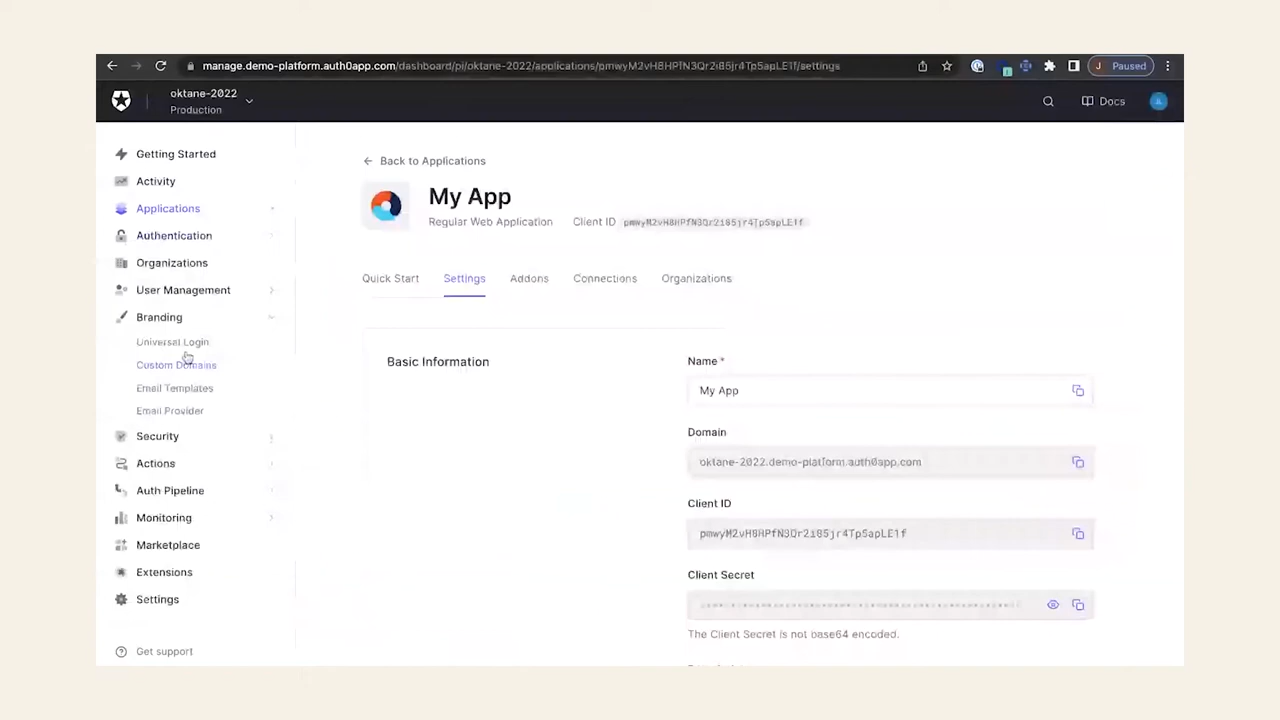 manage.demo-platform.auth0app.com/dashboard/pi/oktane-2022/applications/pmwyM2vH8HPfN3Qr2i85jr4Tp5apLE1f/settings
J Paused
oktane-2022
Production
Docs
Getting Started
Activity
Applications
Authentication
Organizations
User Management
Branding
Universal Login
Custom Domains
Email Templates
Email Provider
Security
Actions
Auth Pipeline
Monitoring
Marketplace
Extensions
Settings
Get support
Back to Applications
My App
Regular Web Application Client ID pmwyM2vH8HPfN3Qr2i85jr4Tp5apLE1f
Quick Start Settings Addons Connections Organizations
Basic Information
Name *
My App
Domain
oktane-2022.demo-platform.auth0app.com
Client ID
pmwyM2vH8HPfN3Qr2i85jr4Tp5apLE1f
Client Secret
The Client Secret is not base64 encoded.